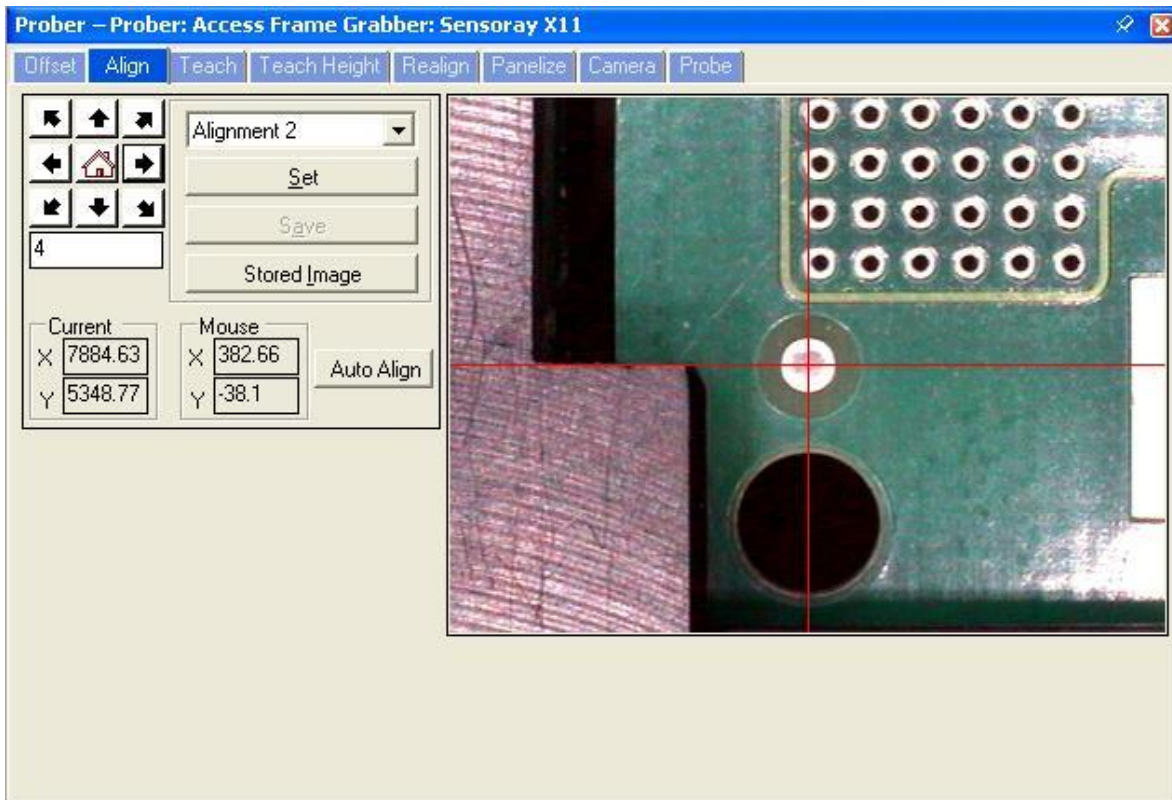 Prober – Prober: Access Frame Grabber: Sensoray X11
Offset Align Teach Teach Height Realign Panelize Camera Probe
Alignment 2
Set
Save
4
Stored Image
Current
X 7884.63
Y 5348.77
Mouse
X 382.66
Y -38.1
Auto Align